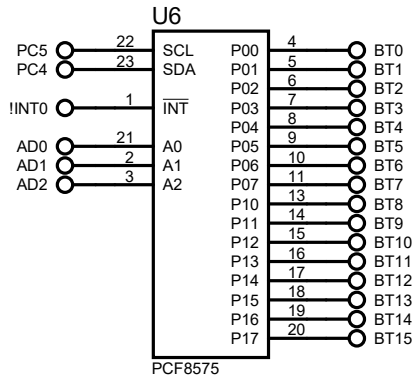 U6
PC5 22 SCL P00 4 BT0
PC4 23 SDA P01 5 BT1
P02 6 BT2
!INT0 1 INT P03 7 BT3
P04 8 BT4
AD0 21 A0 P05 9 BT5
AD1 2 A1 P06 10 BT6
AD2 3 A2 P07 11 BT7
P10 13 BT8
P11 14 BT9
P12 15 BT10
P13 16 BT11
P14 17 BT12
P15 18 BT13
P16 19 BT14
P17 20 BT15
PCF8575